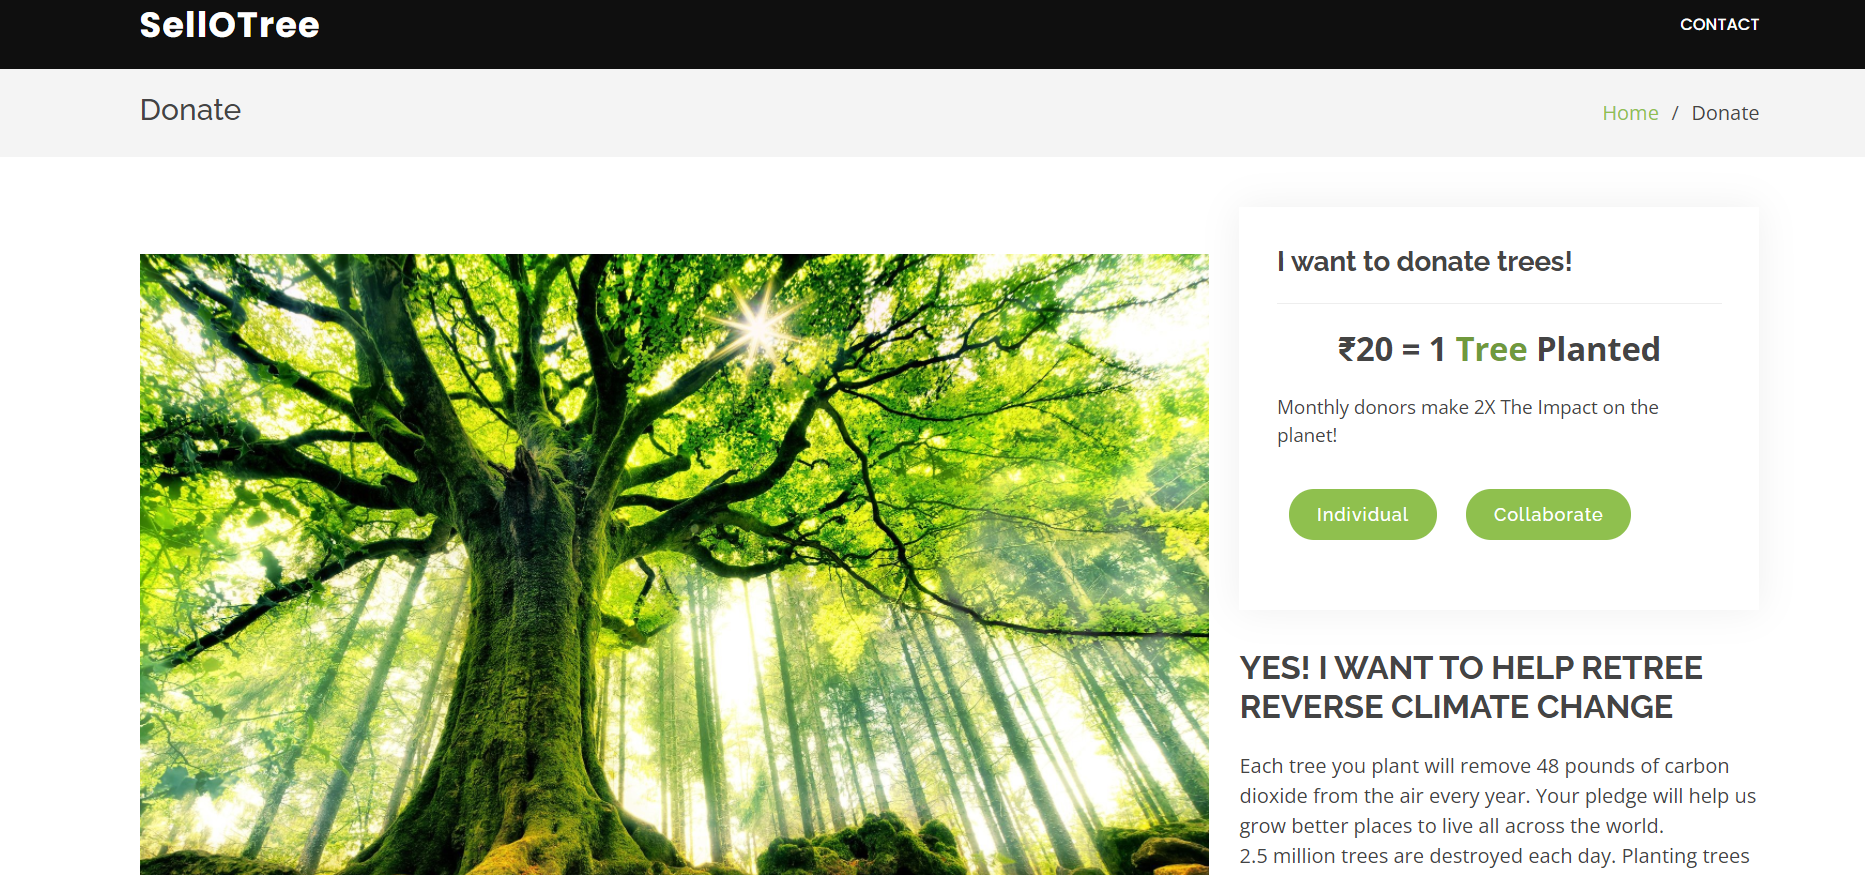 SellOTree
CONTACT
Donate
Home / Donate
I want to donate trees!
₹20 = 1 Tree Planted
Monthly donors make 2X The Impact on the
planet!
Individual
Collaborate
YES! I WANT TO HELP RETREE
REVERSE CLIMATE CHANGE
Each tree you plant will remove 48 pounds of carbon
dioxide from the air every year. Your pledge will help us
grow better places to live all across the world.
2.5 million trees are destroyed each day. Planting trees